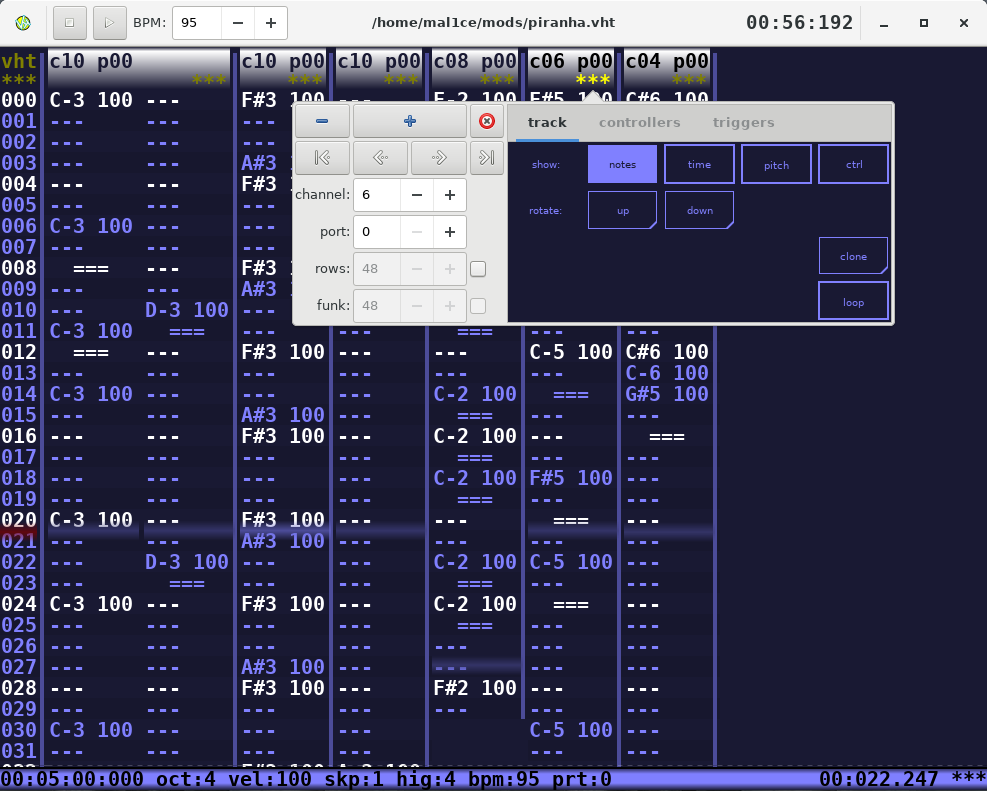 BPM: 95 − + /home/mal1ce/mods/piranha.vht 00:56:192
vht c10 p00 c10 p00 c10 p00 c08 p00 c06 p00 c04 p00
*** *** *** *** *** *** ***
000 C-3 100 --- F#3 100
001 --- ---
002 --- ---
003 --- --- A#3
004 --- --- F#3
005 --- ---
006 C-3 100 ---
007 --- ---
008 === --- F#3
009 --- --- A#3
010 --- D-3 100 ---
011 C-3 100 === --- --- === --- ---
− +
channel: 6 − +
port: 0 − +
rows: 48 − +
funk: 48 − +
track controllers triggers
show: notes time pitch ctrl
rotate: up down
clone
loop
012 === --- F#3 100 --- --- C-5 100 C#6 100
013 --- --- --- --- --- --- C-6 100
014 C-3 100 --- --- --- C-2 100 === G#5 100
015 --- --- A#3 100 --- === --- ---
016 --- --- F#3 100 --- C-2 100 --- ===
017 --- --- --- --- === --- ---
018 --- --- --- --- C-2 100 F#5 100 ---
019 --- --- --- --- === --- ---
020 C-3 100 --- F#3 100 --- --- === ---
021 --- --- A#3 100 --- --- --- ---
022 --- D-3 100 --- --- C-2 100 C-5 100 ---
023 --- === --- --- === --- ---
024 C-3 100 --- F#3 100 --- C-2 100 === ---
025 --- --- --- --- === --- ---
026 --- --- --- --- --- --- ---
027 --- --- A#3 100 --- --- --- ---
028 --- --- F#3 100 --- F#2 100 --- ---
029 --- --- --- --- --- --- ---
030 C-3 100 --- --- --- C-5 100 ---
031 --- --- --- --- --- ---
00:05:00:000 oct:4 vel:100 skp:1 hig:4 bpm:95 prt:0 00:022.247 ***